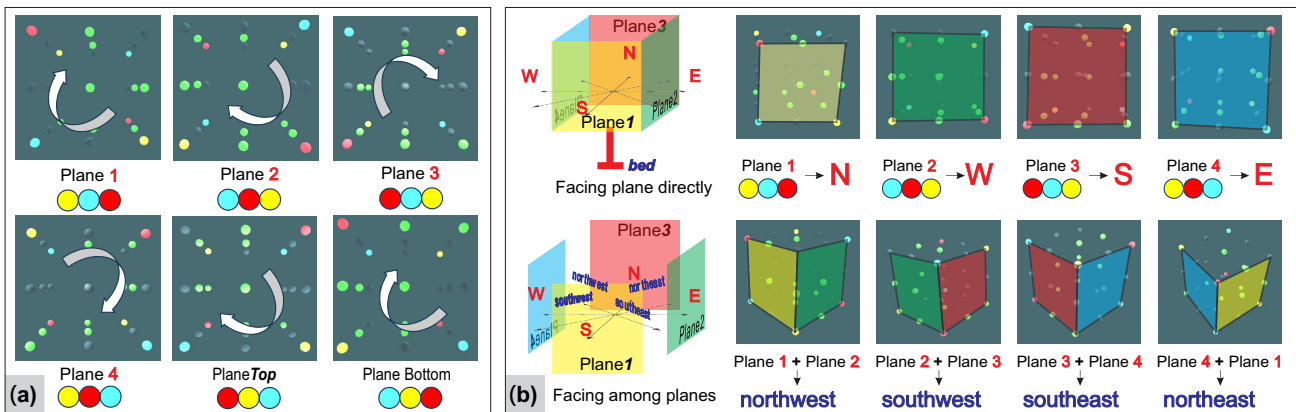 Plane 1
Plane 2
Plane 3
Plane 4
PlaneTop
Plane Bottom
(a)
Plane3
N
W
E
S
Plane4
Plane2
Plane1
bed
Facing plane directly
Plane 1
N
Plane 2
W
Plane 3
S
Plane 4
E
Plane3
N
northwest
northeast
W
E
southwest
southeast
S
Plane4
Plane2
Plane1
Facing among planes
Plane 1 + Plane 2
northwest
Plane 2 + Plane 3
southwest
Plane 3 + Plane 4
southeast
Plane 4 + Plane 1
northeast
(b)